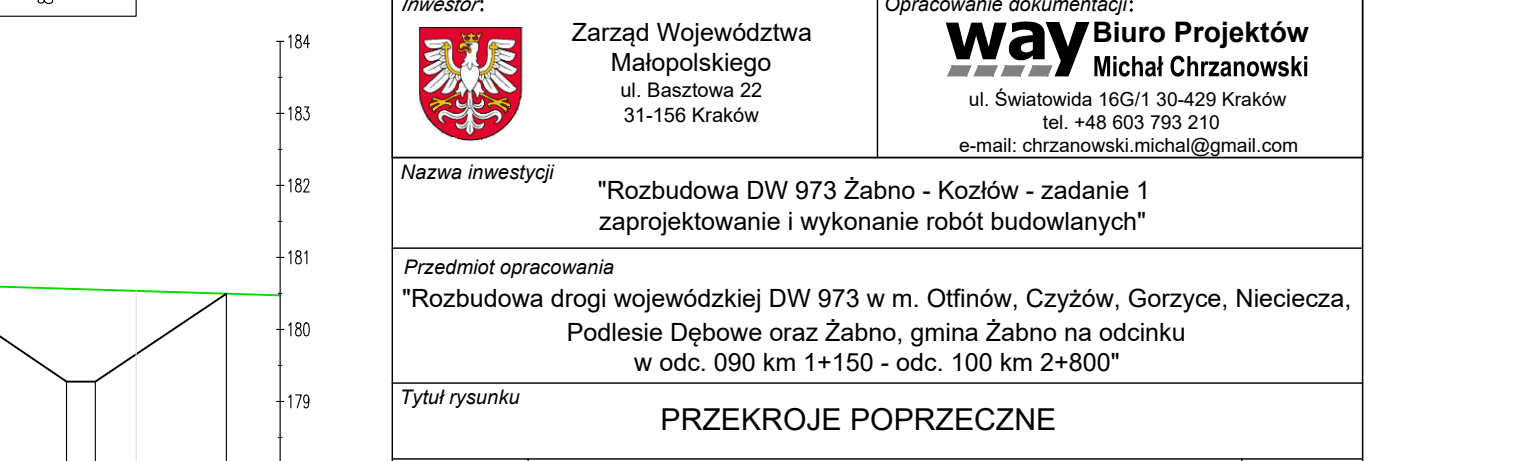 184
183
182
181
180
179
Inwestor:
Zarząd Województwa
Małopolskiego
ul. Basztowa 22
31-156 Kraków
Opracowanie dokumentacji:
way Biuro Projektów
Michał Chrzanowski
ul. Światowida 16G/1 30-429 Kraków
tel. +48 603 793 210
e-mail: chrzanowski.michal@gmail.com
Nazwa inwestycji
"Rozbudowa DW 973 Żabno - Kozłów - zadanie 1
zaprojektowanie i wykonanie robót budowlanych"
Przedmiot opracowania
"Rozbudowa drogi wojewódzkiej DW 973 w m. Otfinów, Czyżów, Gorzyce, Nieciecza,
Podlesie Dębowe oraz Żabno, gmina Żabno na odcinku
w odc. 090 km 1+150 - odc. 100 km 2+800"
Tytuł rysunku
PRZEKROJE POPRZECZNE